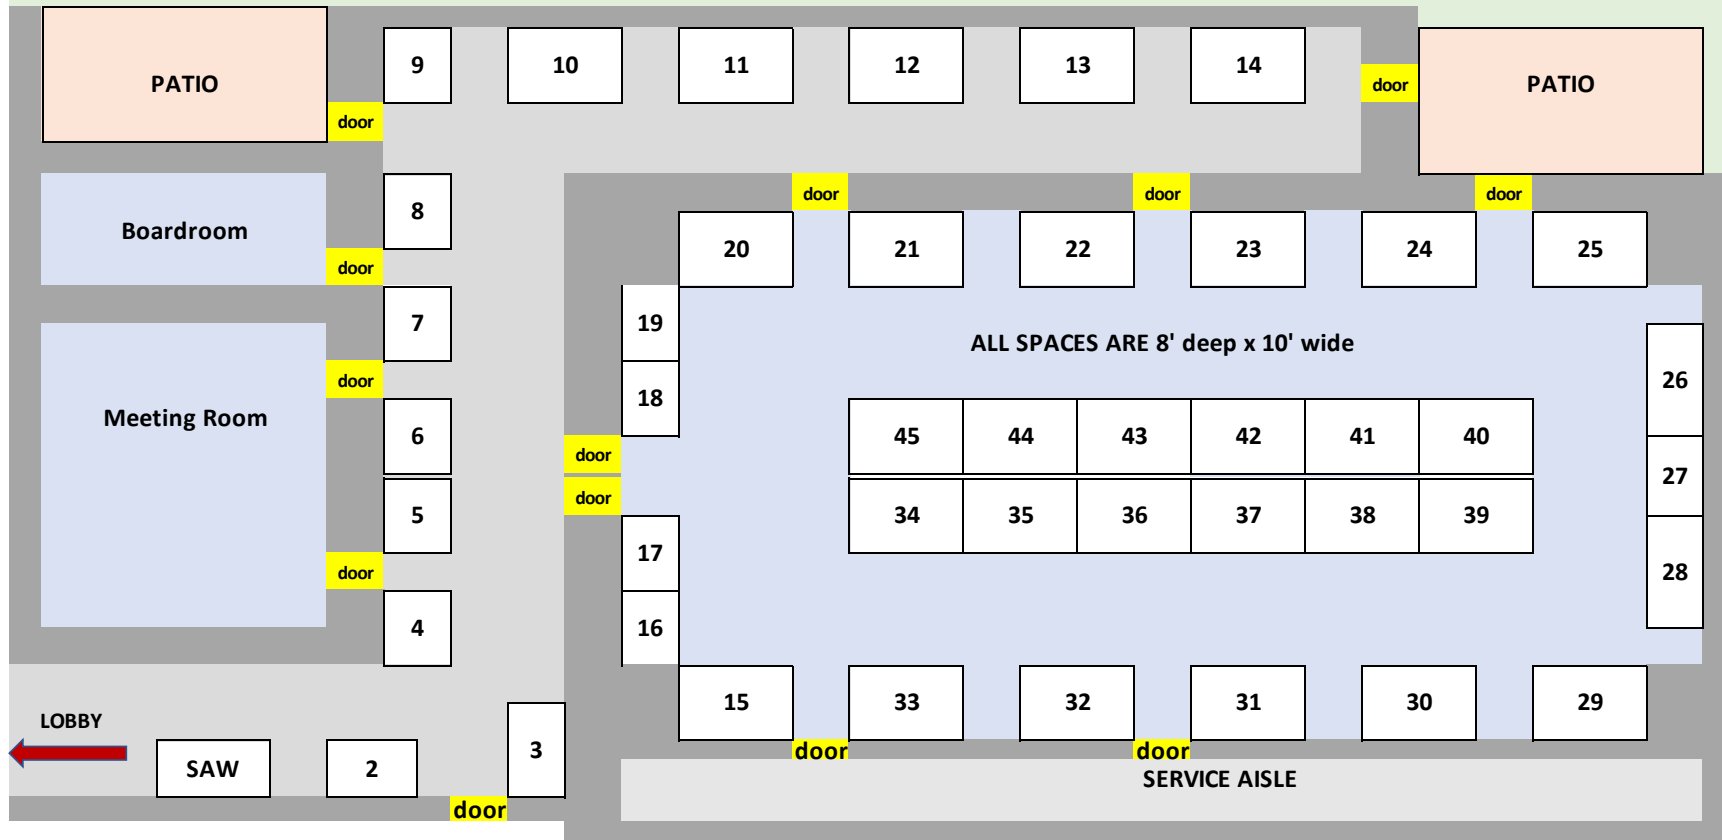 9
10
11
12
13
14
PATIO
door
PATIO
door
door
door
door
8
Boardroom
door
20
21
22
23
24
25
7
19
ALL SPACES ARE 8' deep x 10' wide
door
18
26
Meeting Room
6
door
45
44
43
42
41
40
27
5
door
34
35
36
37
38
39
17
door
28
4
16
15
33
32
31
30
29
LOBBY
3
door
door
SAW
2
SERVICE AISLE
door